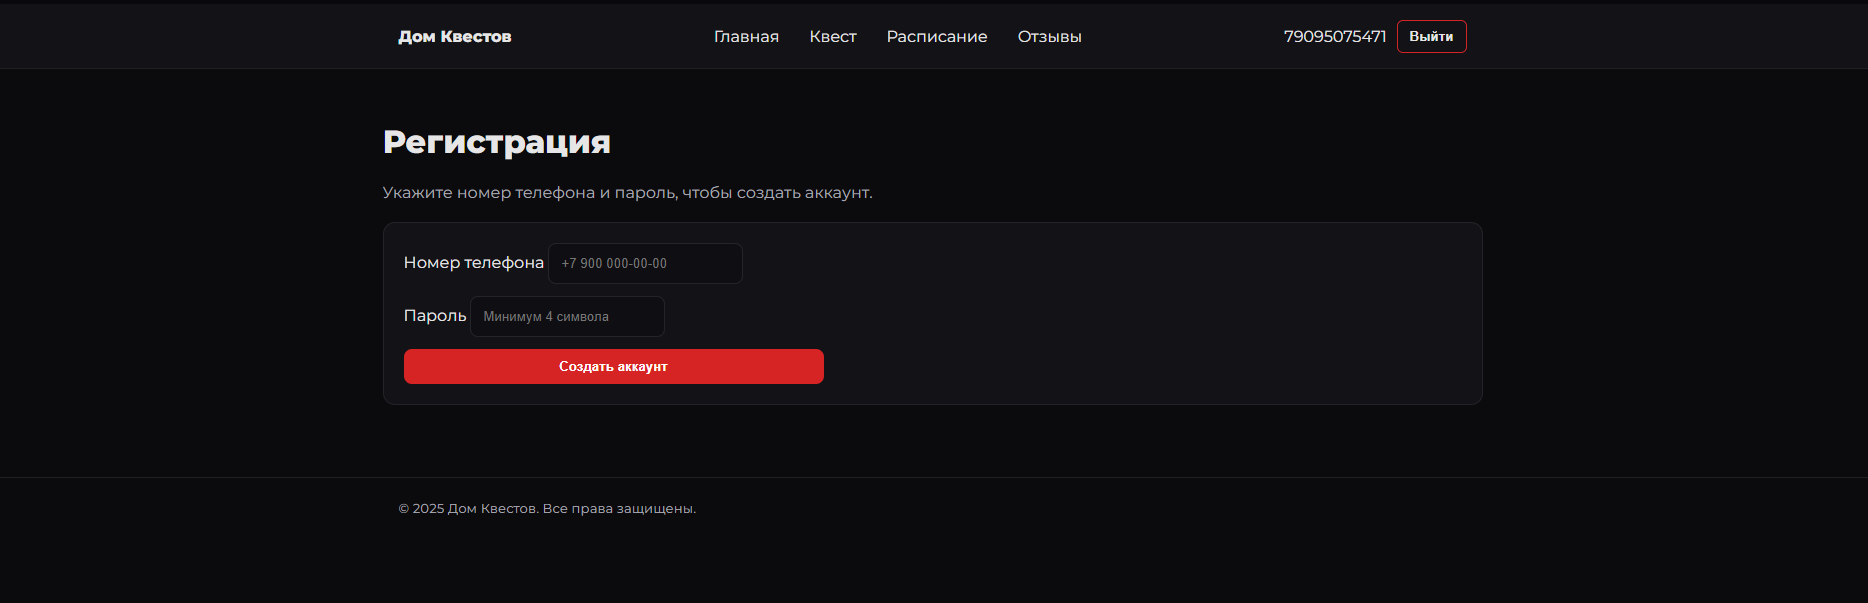 Дом Квестов Главная Квест Расписание Отзывы 79095075471 Выйти
Регистрация
Укажите номер телефона и пароль, чтобы создать аккаунт.
Номер телефона +7 900 000-00-00
Пароль Минимум 4 символа
Создать аккаунт
© 2025 Дом Квестов. Все права защищены.